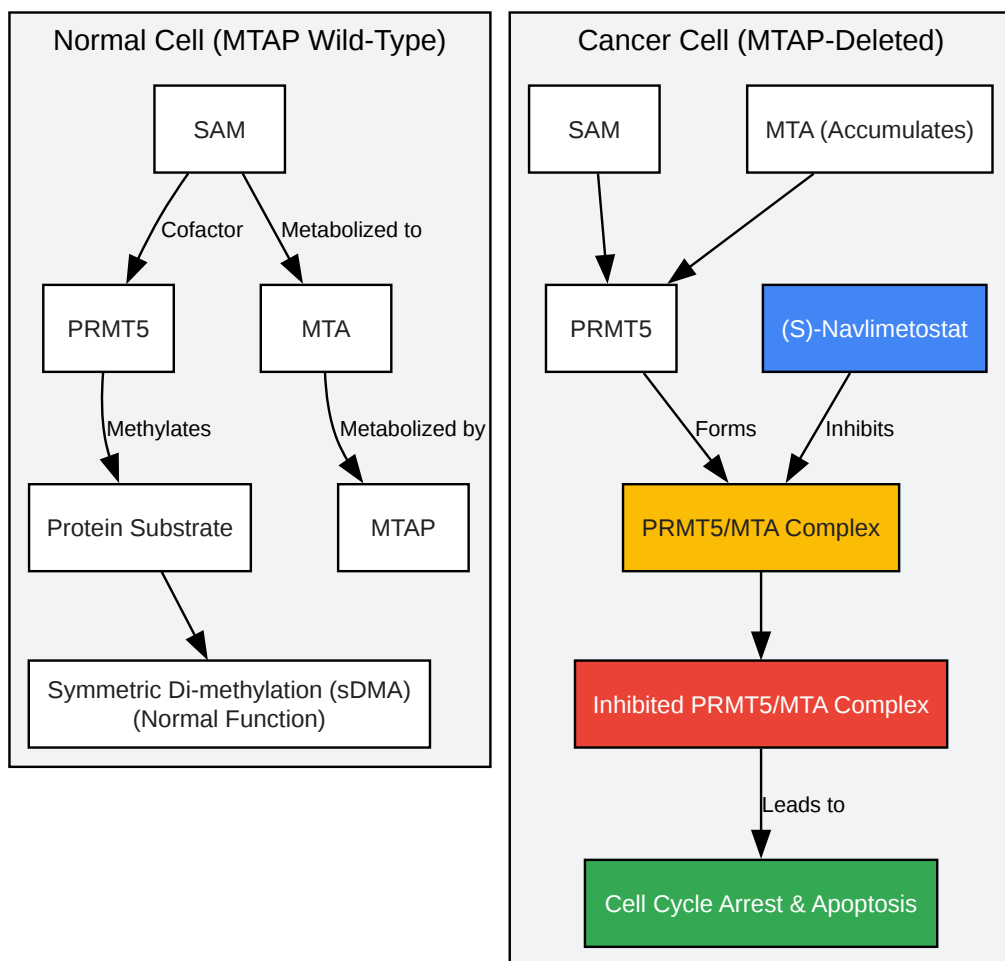 Normal Cell (MTAP Wild-Type)
SAM
Cofactor
Metabolized to
PRMT5
MTA
Methylates
Metabolized by
Protein Substrate
MTAP
Symmetric Di-methylation (sDMA)
(Normal Function)
Cancer Cell (MTAP-Deleted)
SAM
MTA (Accumulates)
PRMT5
(S)-Navlimetostat
Forms
Inhibits
PRMT5/MTA Complex
Inhibited PRMT5/MTA Complex
Leads to
Cell Cycle Arrest & Apoptosis